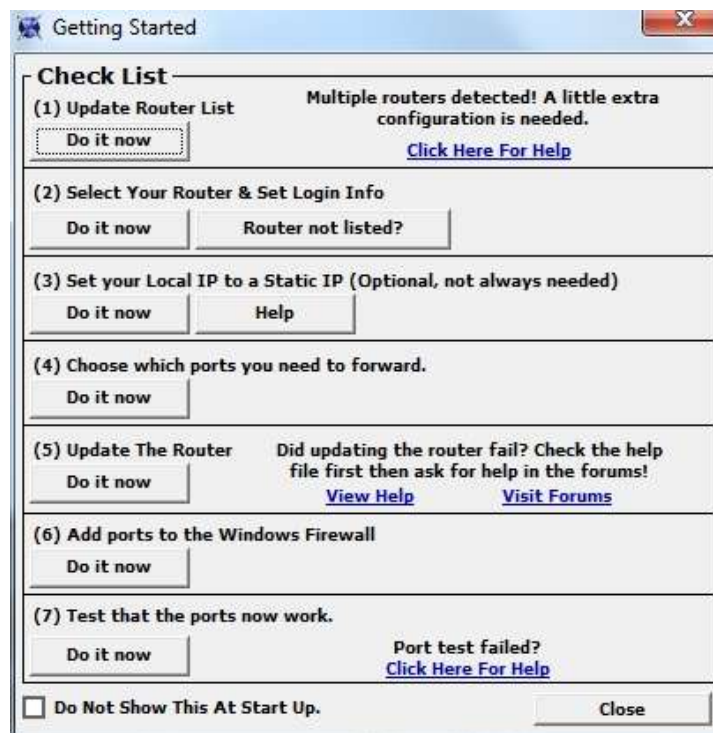 Getting Started
Check List
(1) Update Router List
Multiple routers detected! A little extra
configuration is needed.
Do it now
Click Here For Help
(2) Select Your Router & Set Login Info
Do it now
Router not listed?
(3) Set your Local IP to a Static IP (Optional, not always needed)
Do it now
Help
(4) Choose which ports you need to forward.
Do it now
(5) Update The Router
Did updating the router fail? Check the help
file first then ask for help in the forums!
Do it now
View Help
Visit Forums
(6) Add ports to the Windows Firewall
Do it now
(7) Test that the ports now work.
Do it now
Port test failed?
Click Here For Help
Do Not Show This At Start Up.
Close